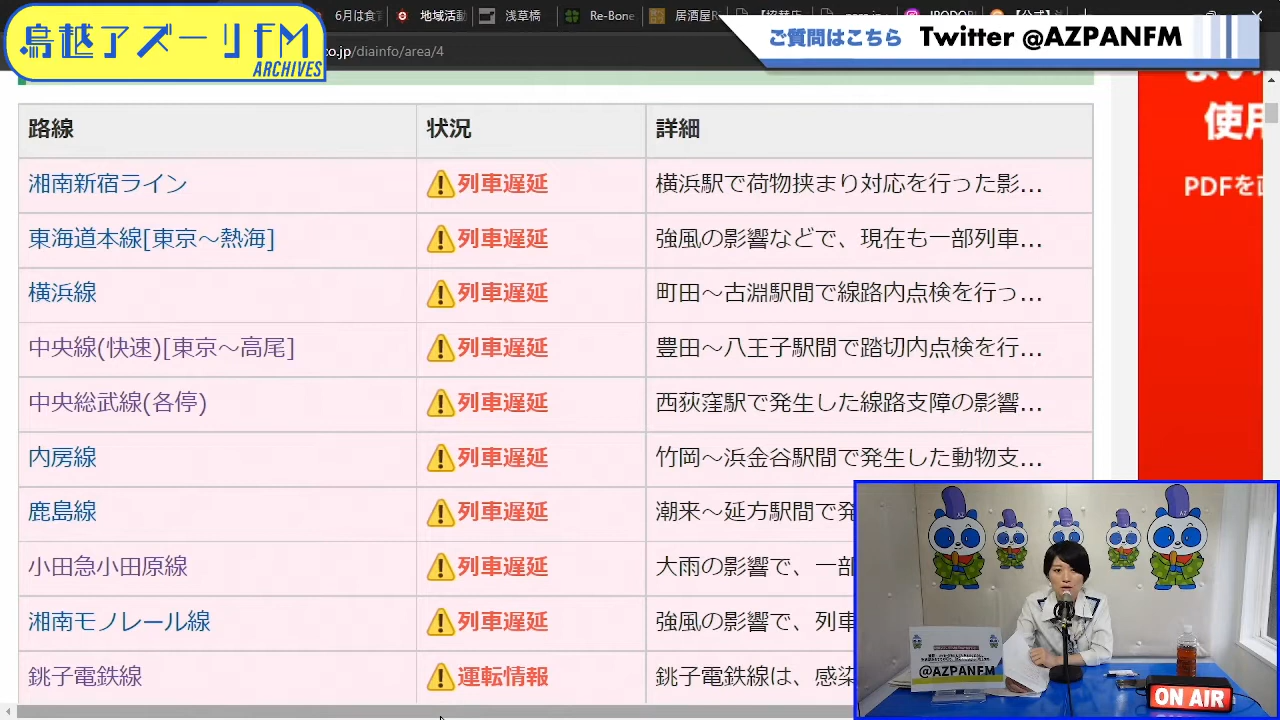 鳥越アズーリFM
ARCHIVES
6月は食
地域活動
浅草橋
Re-Bone
居酒屋
ご質問はこちら Twitter @AZPANFM
co.jp/diainfo/area/4
路線 状況 詳細
湘南新宿ライン 列車遅延 横浜駅で荷物挟まり対応を行った影...
東海道本線[東京～熱海] 列車遅延 強風の影響などで、現在も一部列車...
横浜線 列車遅延 町田～古淵駅間で線路内点検を行っ...
中央線(快速)[東京～高尾] 列車遅延 豊田～八王子駅間で踏切内点検を行...
中央総武線(各停) 列車遅延 西荻窪駅で発生した線路支障の影響...
内房線 列車遅延 竹岡～浜金谷駅間で発生した動物支...
鹿島線 列車遅延 潮来～延方駅間で発
小田急小田原線 列車遅延 大雨の影響で、一部
湘南モノレール線 列車遅延 強風の影響で、列車
銚子電鉄線 運転情報 銚子電鉄線は、感染
使用
PDFを
@AZPANFM
ON AIR